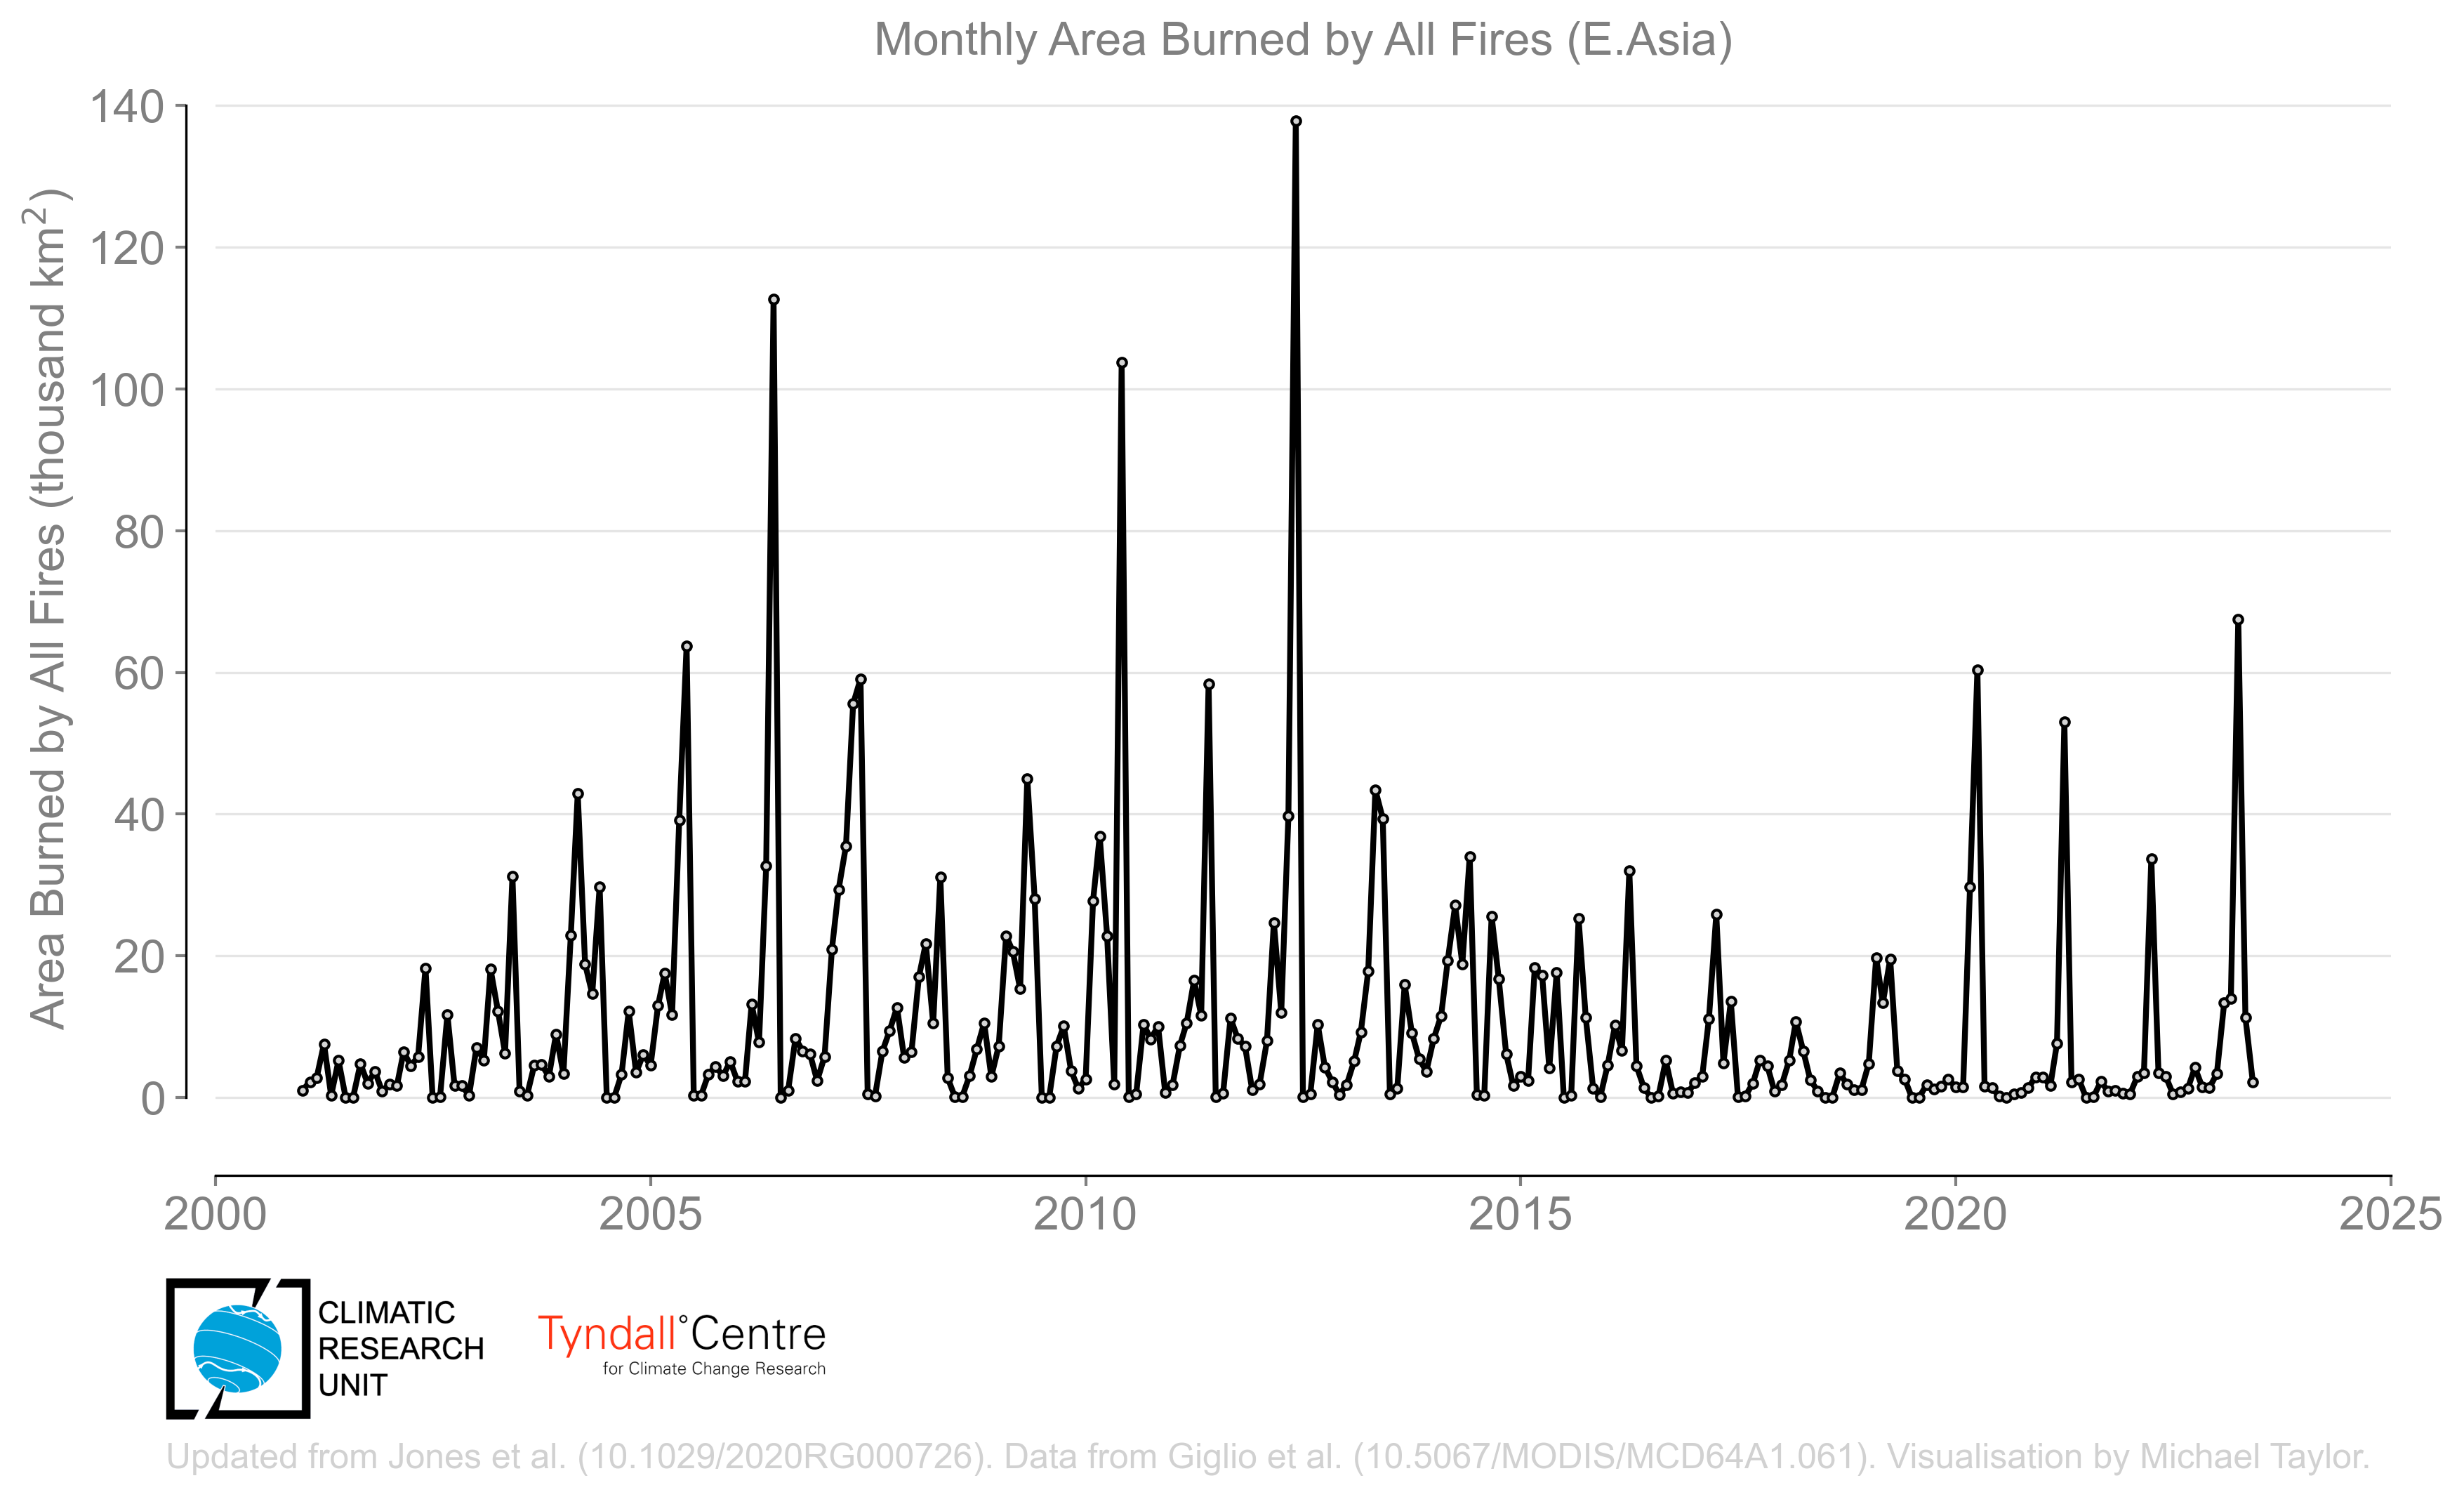 Monthly Area Burned by All Fires (E.Asia)
Area Burned by All Fires (thousand km²)
140
120
100
80
60
40
20
0
2000 2005 2010 2015 2020 2025
CLIMATIC
RESEARCH
UNIT
Tyndall°Centre
for Climate Change Research
Updated from Jones et al. (10.1029/2020RG000726). Data from Giglio et al. (10.5067/MODIS/MCD64A1.061). Visualisation by Michael Taylor.